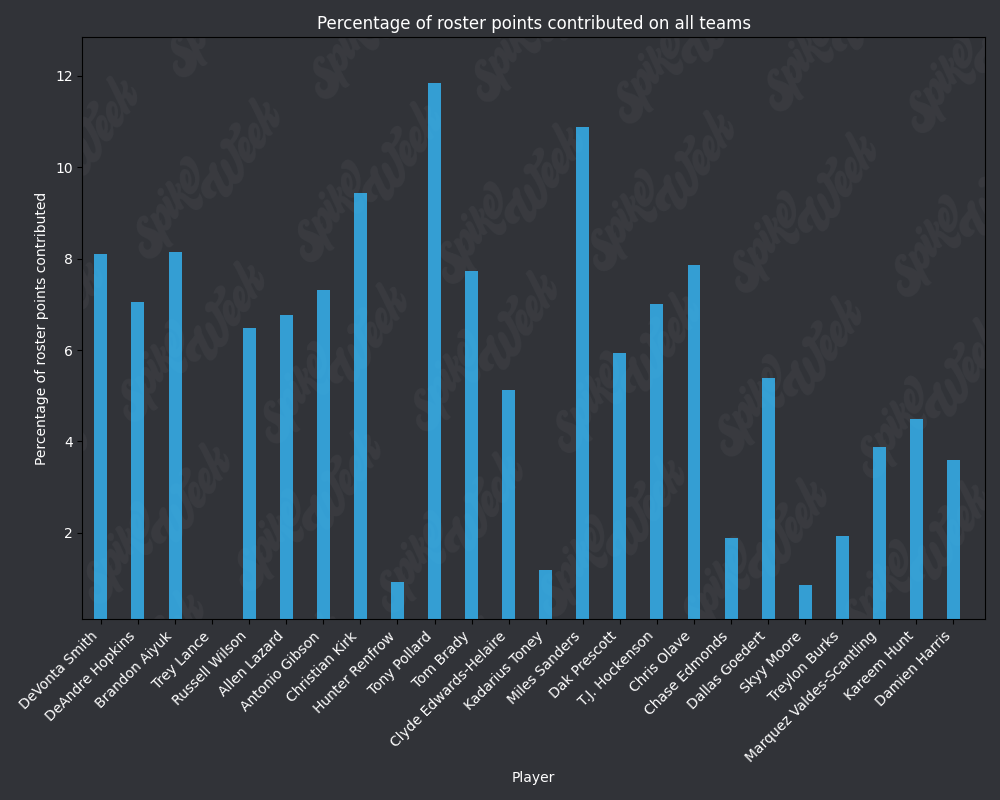 Percentage of roster points contributed on all teams
Percentage of roster points contributed
12
10
8
6
4
2
DeVonta Smith
DeAndre Hopkins
Brandon Aiyuk
Trey Lance
Russell Wilson
Allen Lazard
Antonio Gibson
Christian Kirk
Hunter Renfrow
Tony Pollard
Tom Brady
Clyde Edwards-Helaire
Kadarius Toney
Miles Sanders
Dak Prescott
T.J. Hockenson
Chris Olave
Chase Edmonds
Dallas Goedert
Skyy Moore
Treylon Burks
Marquez Valdes-Scantling
Kareem Hunt
Damien Harris
Player
Spike Week